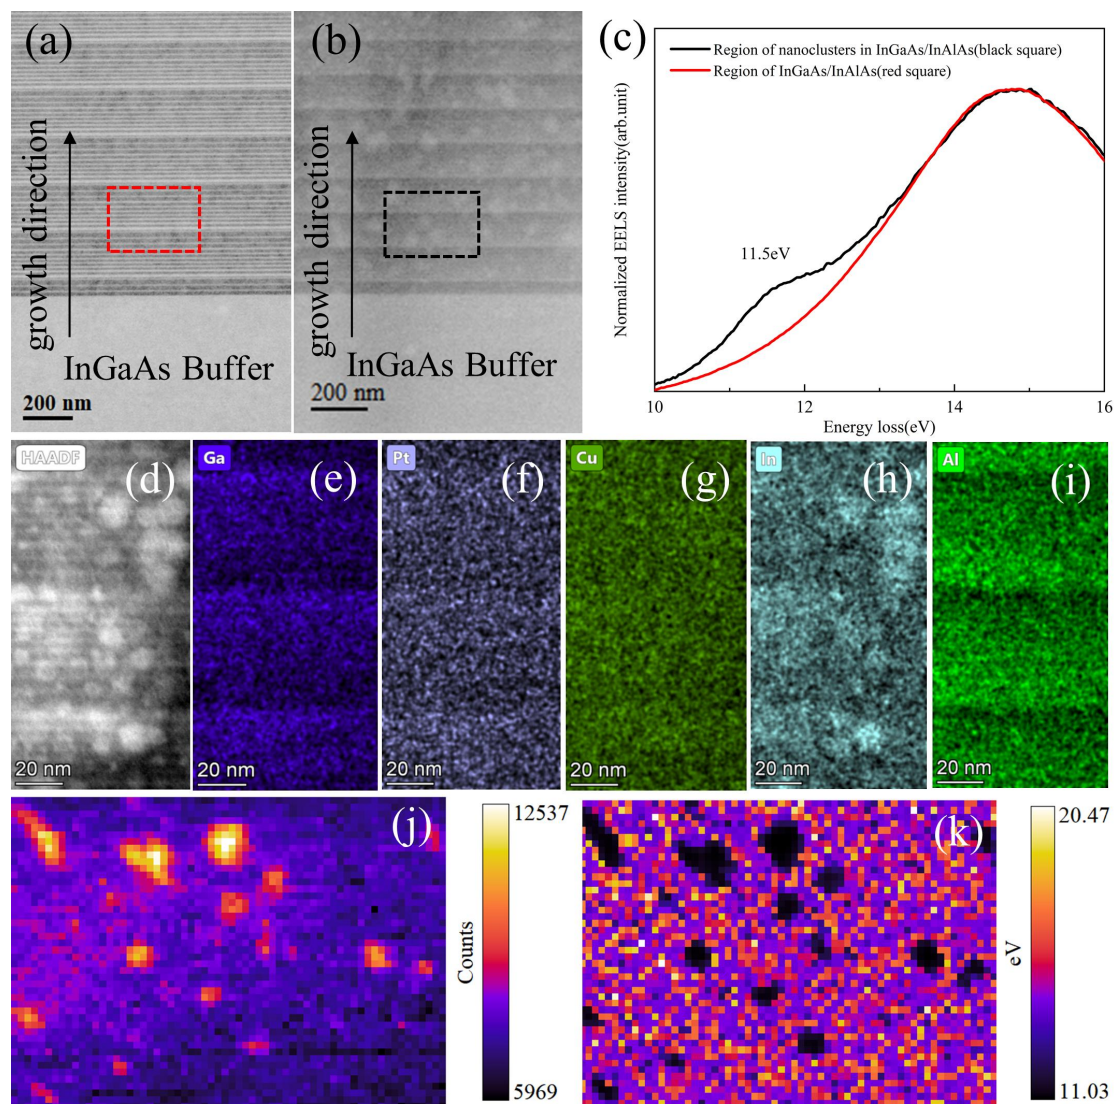 (a)
growth direction
InGaAs Buffer
200 nm
(b)
growth direction
InGaAs Buffer
200 nm
(c)
Region of nanoclusters in InGaAs/InAlAs(black square)
Region of InGaAs/InAlAs(red square)
11.5eV
Normalized EELS intensity(arb.unit)
10
12
14
16
Energy loss(eV)
HAADF
(d)
20 nm
Ga
(e)
20 nm
Pt
(f)
20 nm
Cu
(g)
20 nm
In
(h)
20 nm
Al
(i)
20 nm
(j)
12537
Counts
5969
(k)
20.47
eV
11.03